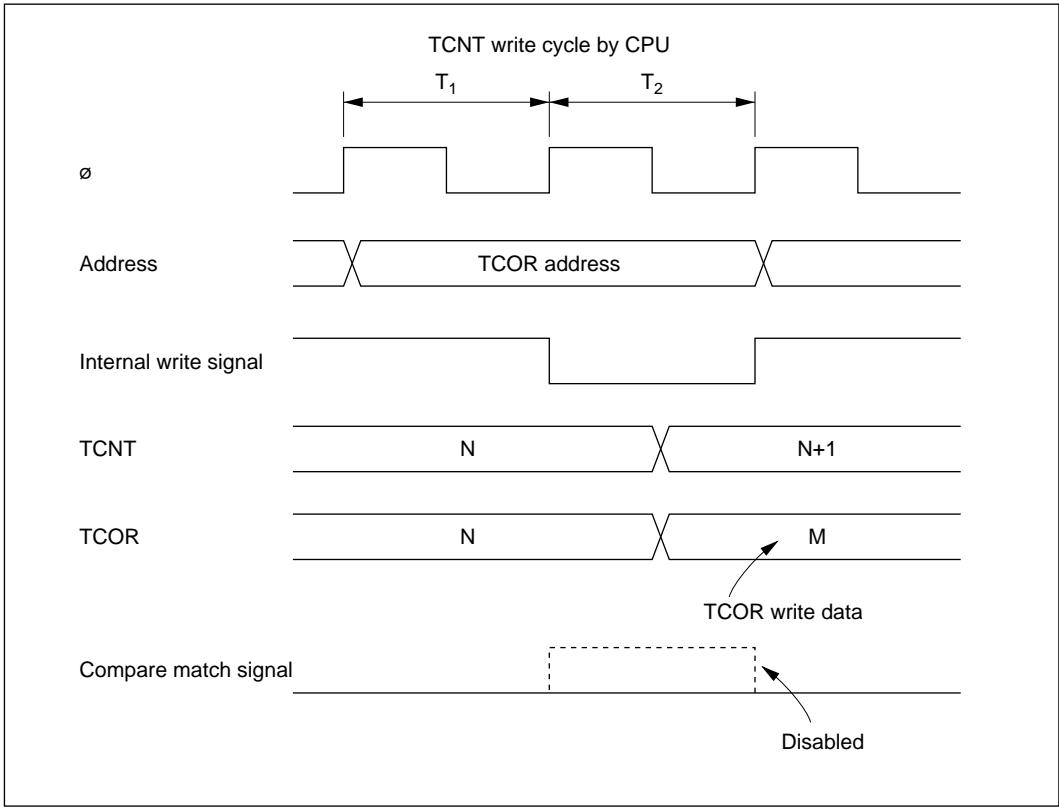 TCNT write cycle by CPU
T1 T2
ø
Address TCOR address
Internal write signal
TCNT N N+1
TCOR N M
TCOR write data
Compare match signal
Disabled